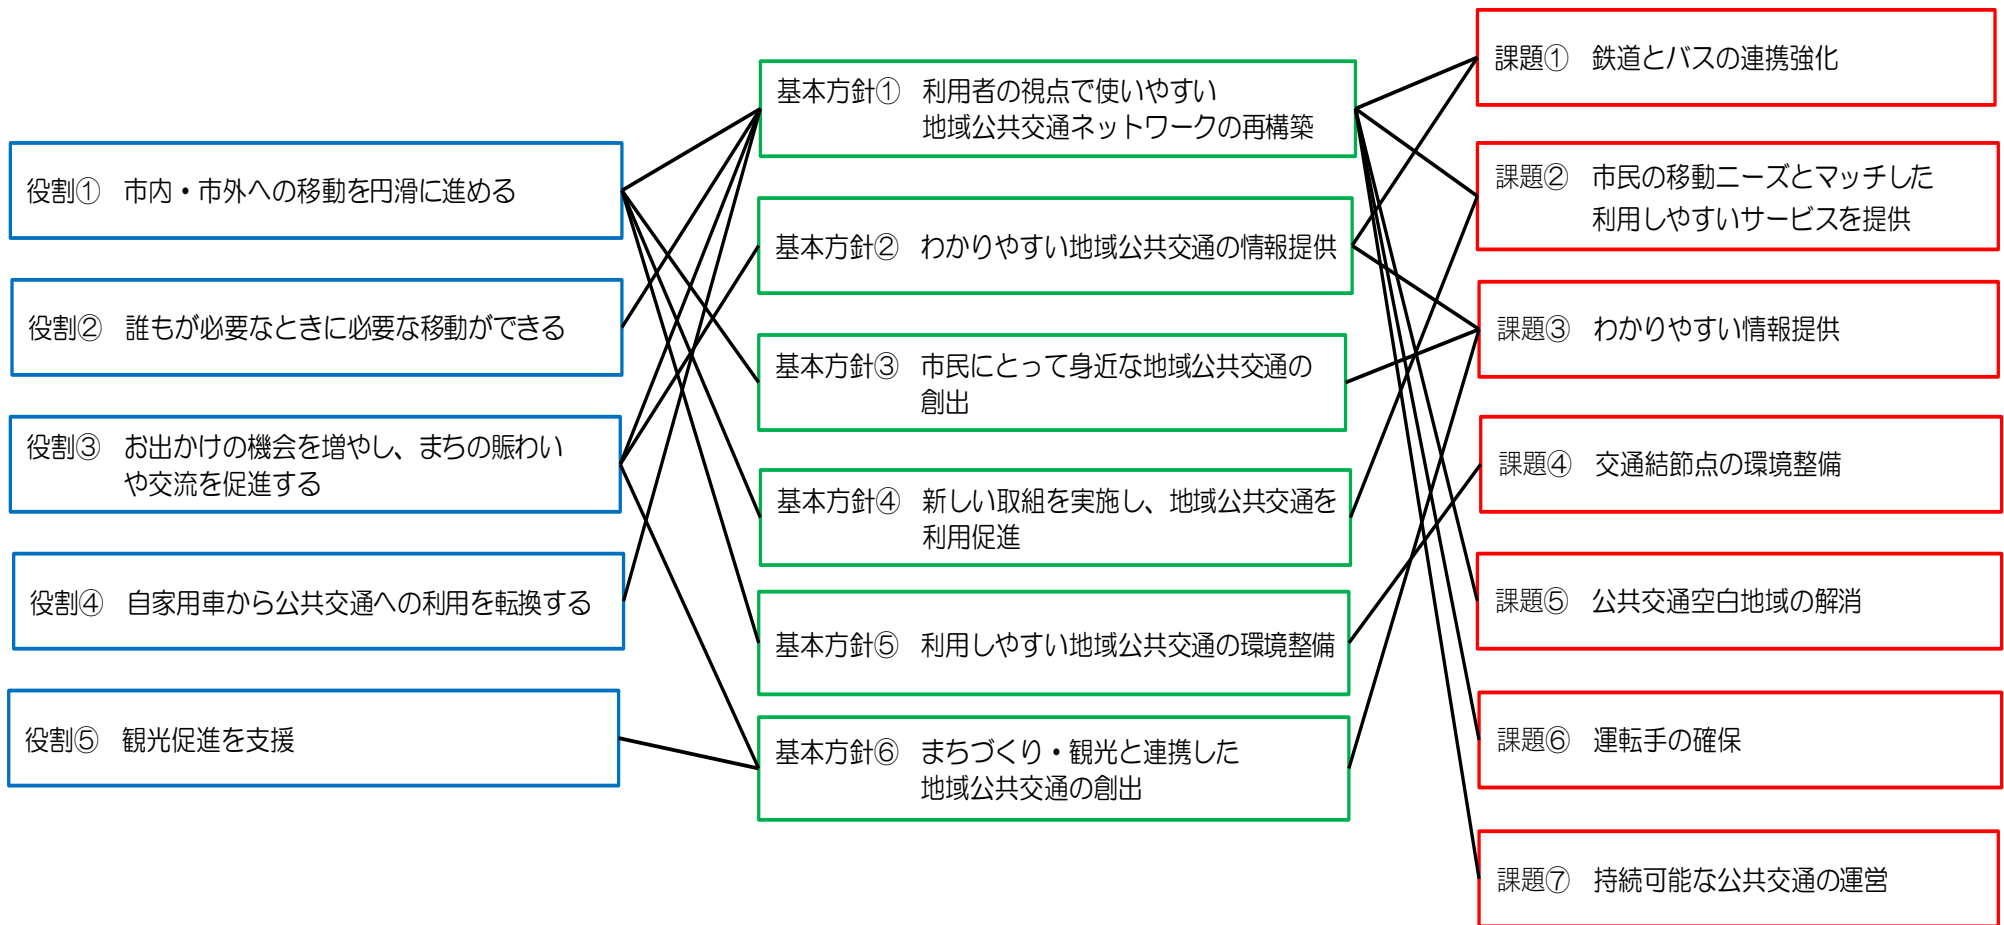 役割① 市内・市外への移動を円滑に進める
役割② 誰もが必要なときに必要な移動ができる
役割③ お出かけの機会を増やし、まちの賑わい
や交流を促進する
役割④ 自家用車から公共交通への利用を転換する
役割⑤ 観光促進を支援
基本方針① 利用者の視点で使いやすい
地域公共交通ネットワークの再構築
基本方針② わかりやすい地域公共交通の情報提供
基本方針③ 市民にとって身近な地域公共交通の
創出
基本方針④ 新しい取組を実施し、地域公共交通を
利用促進
基本方針⑤ 利用しやすい地域公共交通の環境整備
基本方針⑥ まちづくり・観光と連携した
地域公共交通の創出
課題① 鉄道とバスの連携強化
課題② 市民の移動ニーズとマッチした
利用しやすいサービスを提供
課題③ わかりやすい情報提供
課題④ 交通結節点の環境整備
課題⑤ 公共交通空白地域の解消
課題⑥ 運転手の確保
課題⑦ 持続可能な公共交通の運営